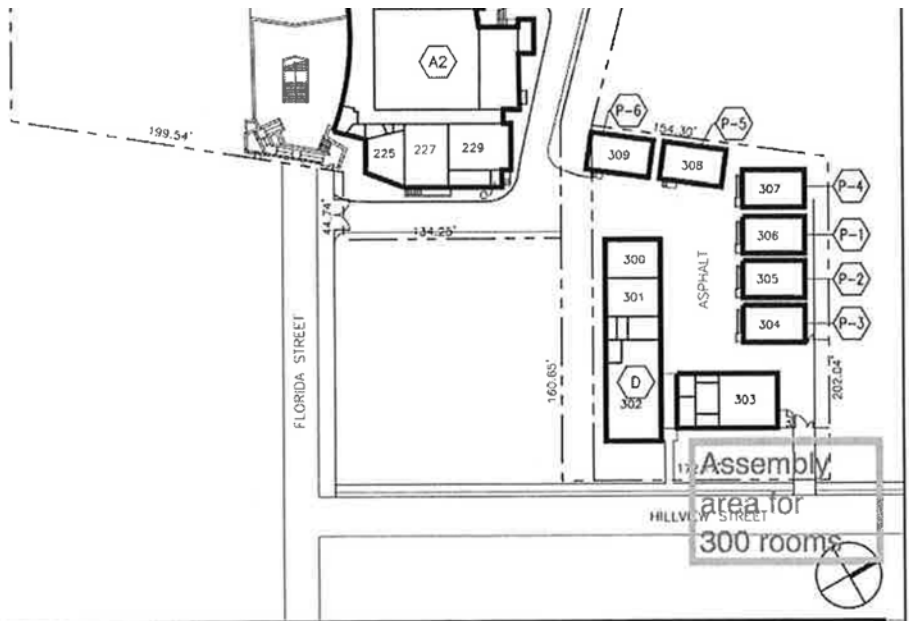 A2
199.54'
225
227
229
P-6
154.30'
P-5
309
308
307
P-4
44.74'
134.25'
306
P-1
300
ASPHALT
305
P-2
301
304
P-3
FLORIDA STREET
160.65'
D
302
303
202.04'
Assembly
area for
300 rooms
HILLVIEW STREET